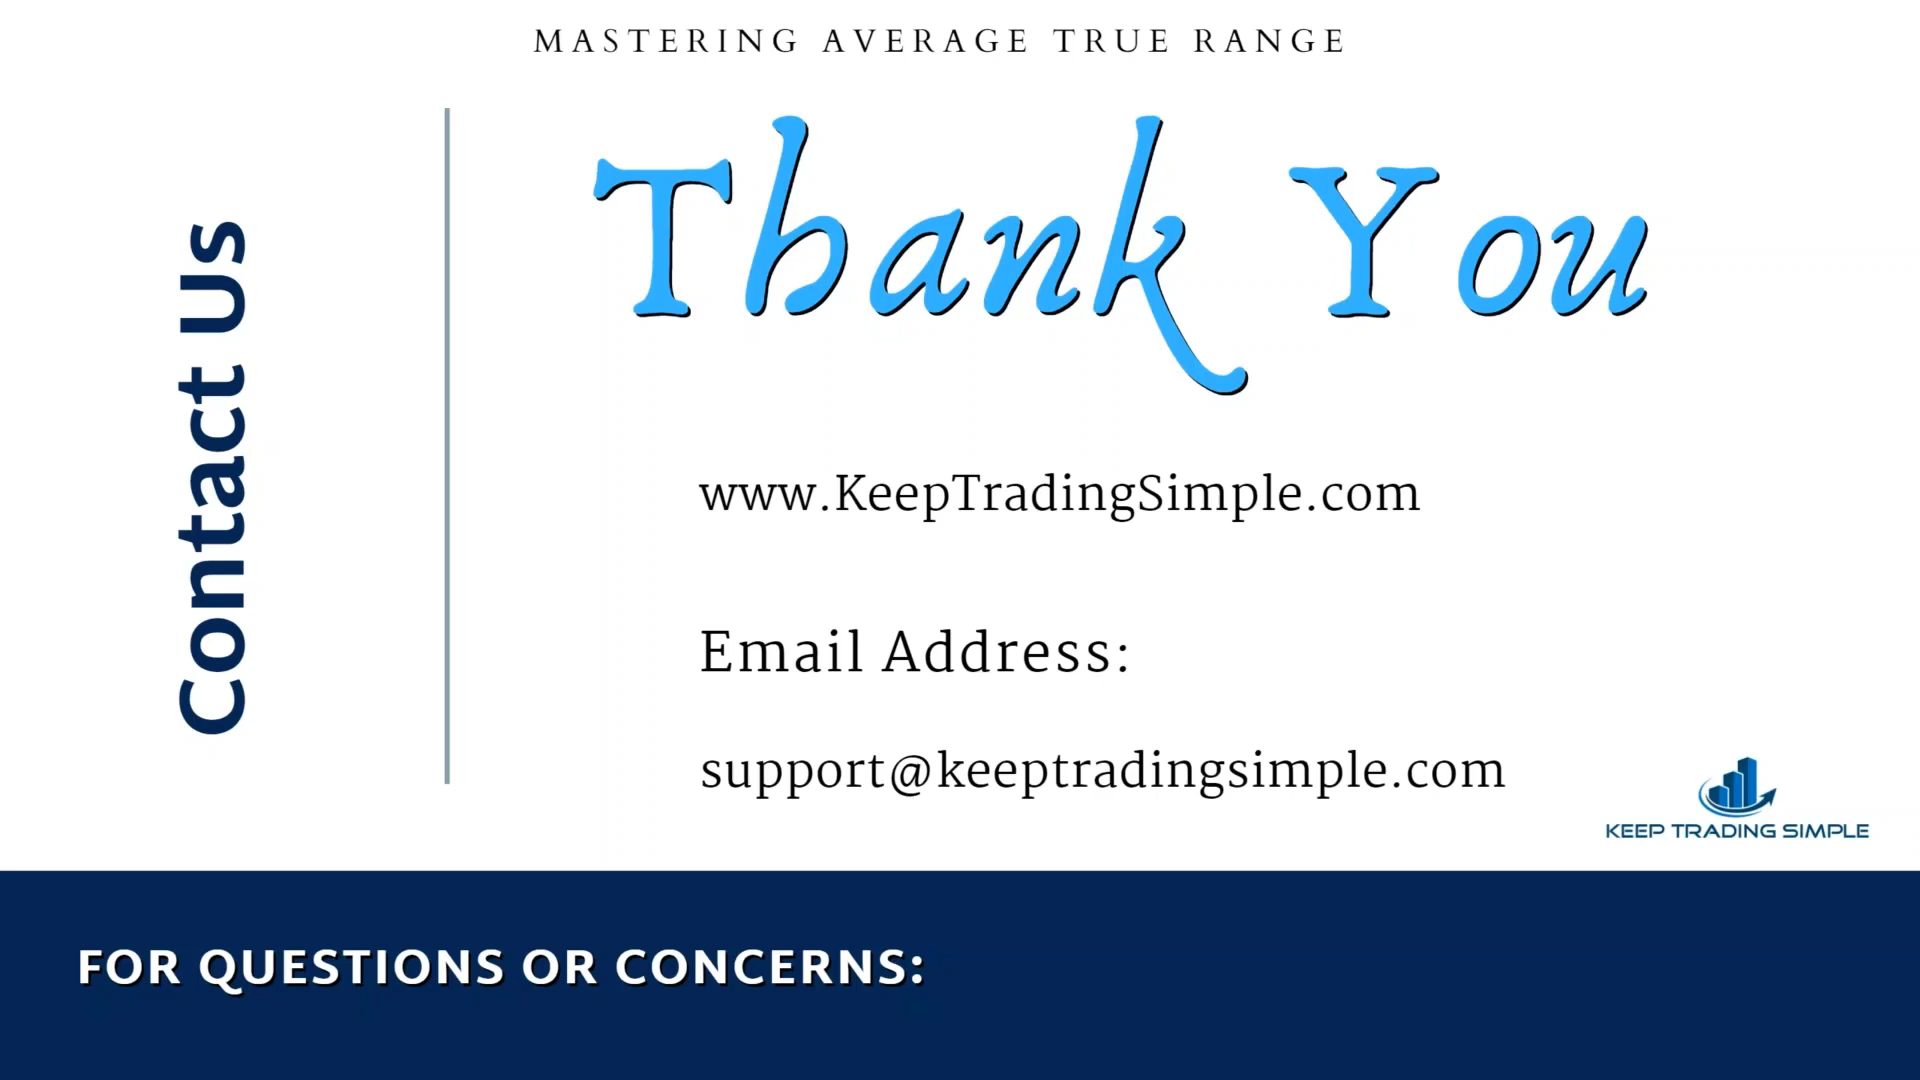 MASTERING AVERAGE TRUE RANGE
Contact Us
Thank You
www.KeepTradingSimple.com
Email Address:
support@keeptradingsimple.com
KEEP TRADING SIMPLE
FOR QUESTIONS OR CONCERNS: